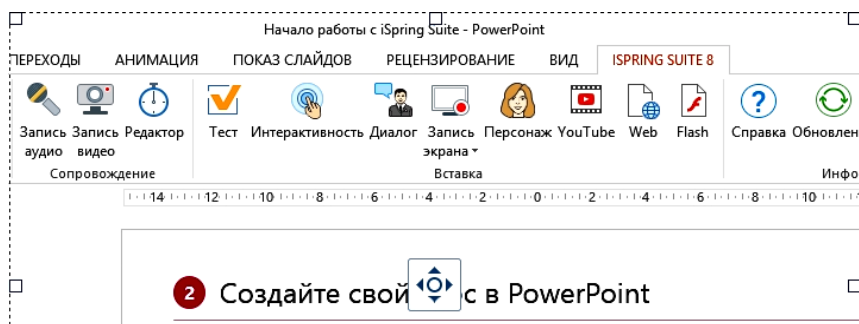 Начало работы с iSpring Suite - PowerPoint
ПЕРЕХОДЫ АНИМАЦИЯ ПОКАЗ СЛАЙДОВ РЕЦЕНЗИРОВАНИЕ ВИД ISPRING SUITE 8
Запись аудио Запись видео Редактор Тест Интерактивность Диалог Запись экрана Персонаж YouTube Web Flash Справка Обновлен
Сопровождение Вставка Инфо
14 12 10 8 6 4 2 0 2 4 6 8 10
2 Создайте свой с в PowerPoint